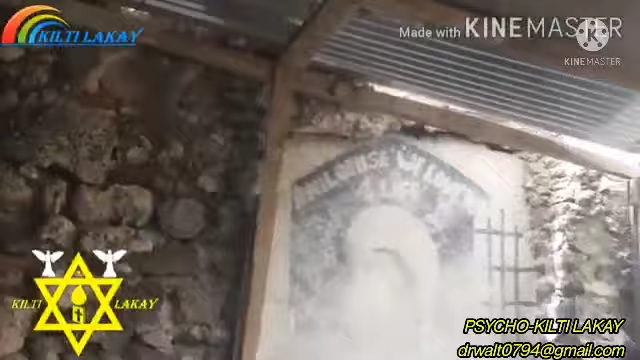 KILTI LAKAY
Made with KINEMASTER
KINEMASTER
KILTI LAKAY
PSYCHO-KILTI LAKAY
drwalt0794@gmail.com